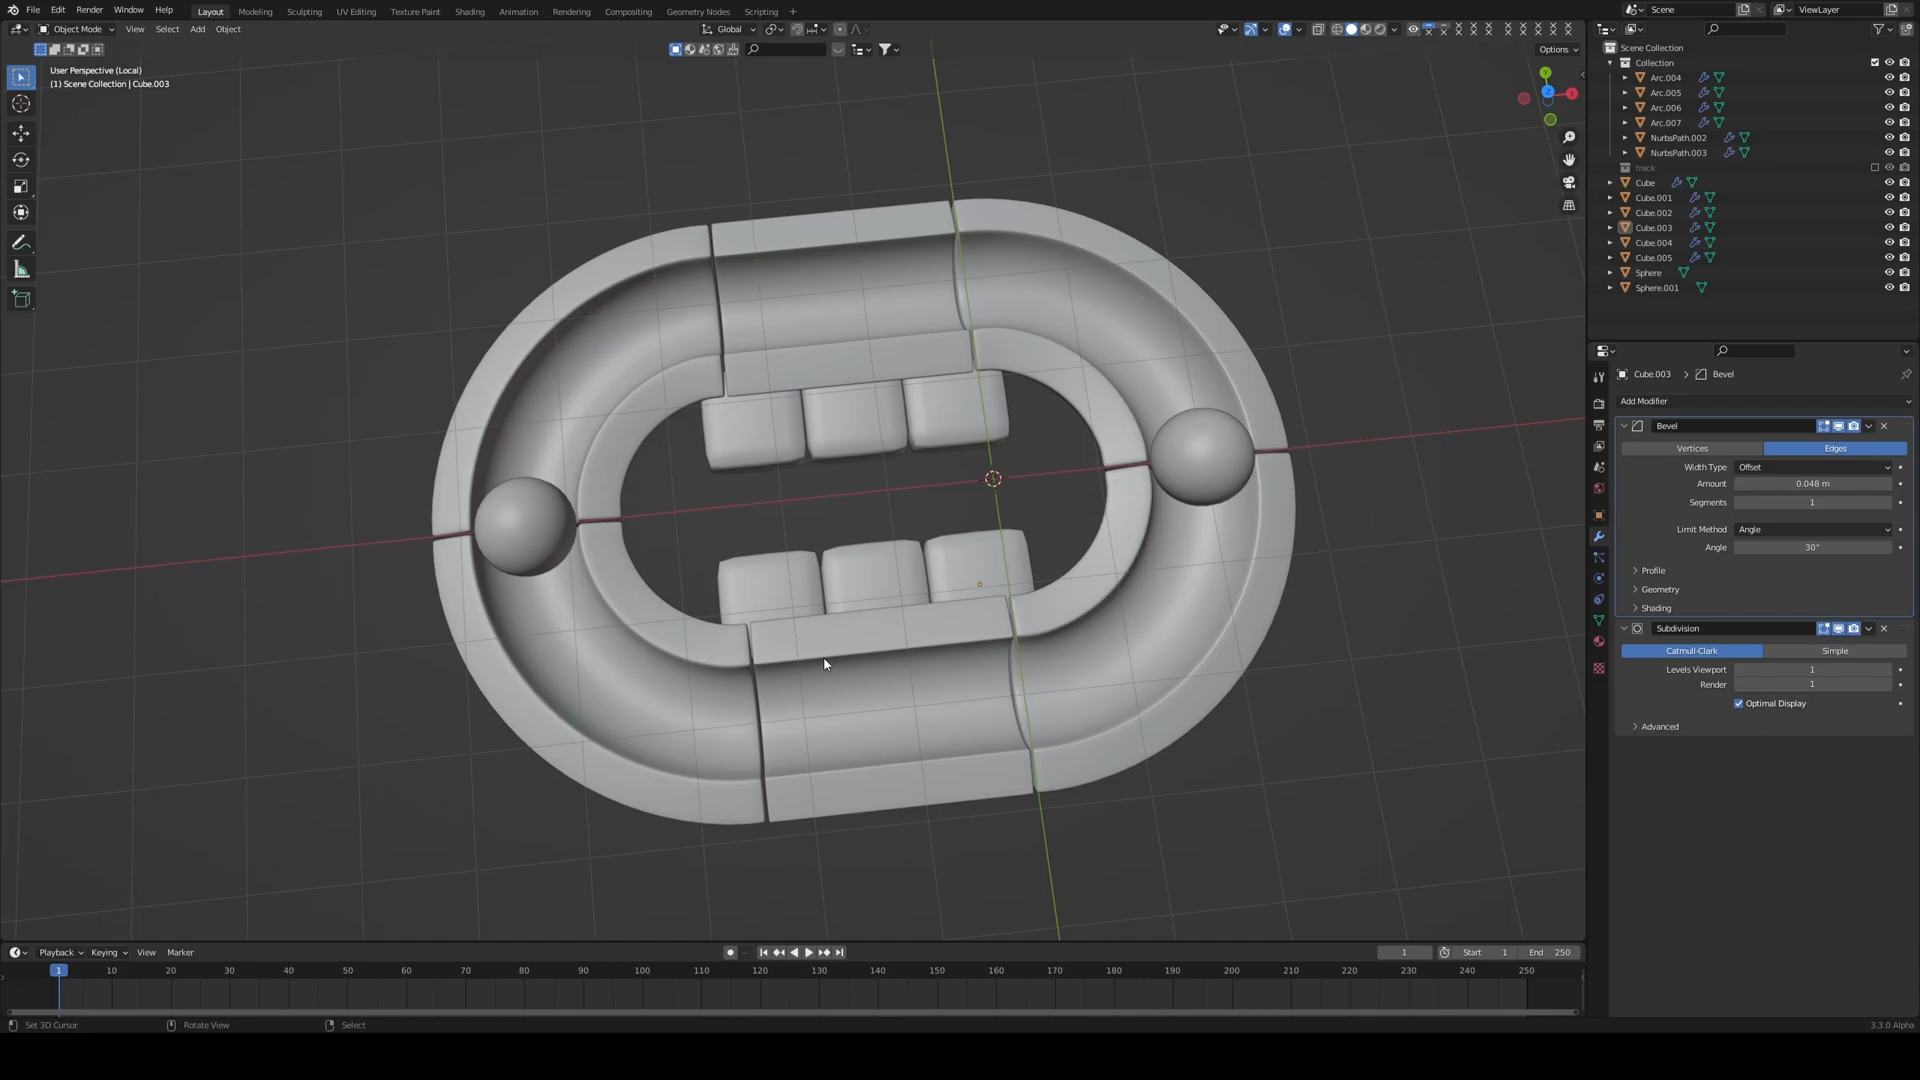 File Edit Render Window Help Layout Modeling Sculpting UV Editing Texture Paint Shading Animation Rendering Compositing Geometry Nodes Scripting + Scene ViewLayer
Object Mode View Select Add Object Global
Options
User Perspective (Local)
(1) Scene Collection | Cube.003
Y
Z
X
Scene Collection
Collection
Arc.004
Arc.005
Arc.006
Arc.007
NurbsPath.002
NurbsPath.003
track
Cube
Cube.001
Cube.002
Cube.003
Cube.004
Cube.005
Sphere
Sphere.001
Cube.003 > Bevel
Add Modifier
Bevel
Vertices Edges
Width Type Offset
Amount 0.048 m
Segments 1
Limit Method Angle
Angle 30°
Profile
Geometry
Shading
Subdivision
Catmull-Clark Simple
Levels Viewport 1
Render 1
Optimal Display
Advanced
Playback Keying View Marker 1 Start 1 End 250
1 10 20 30 40 50 60 70 80 90 100 110 120 130 140 150 160 170 180 190 200 210 220 230 240 250
Set 3D Cursor Rotate View Select 3.3.0 Alpha